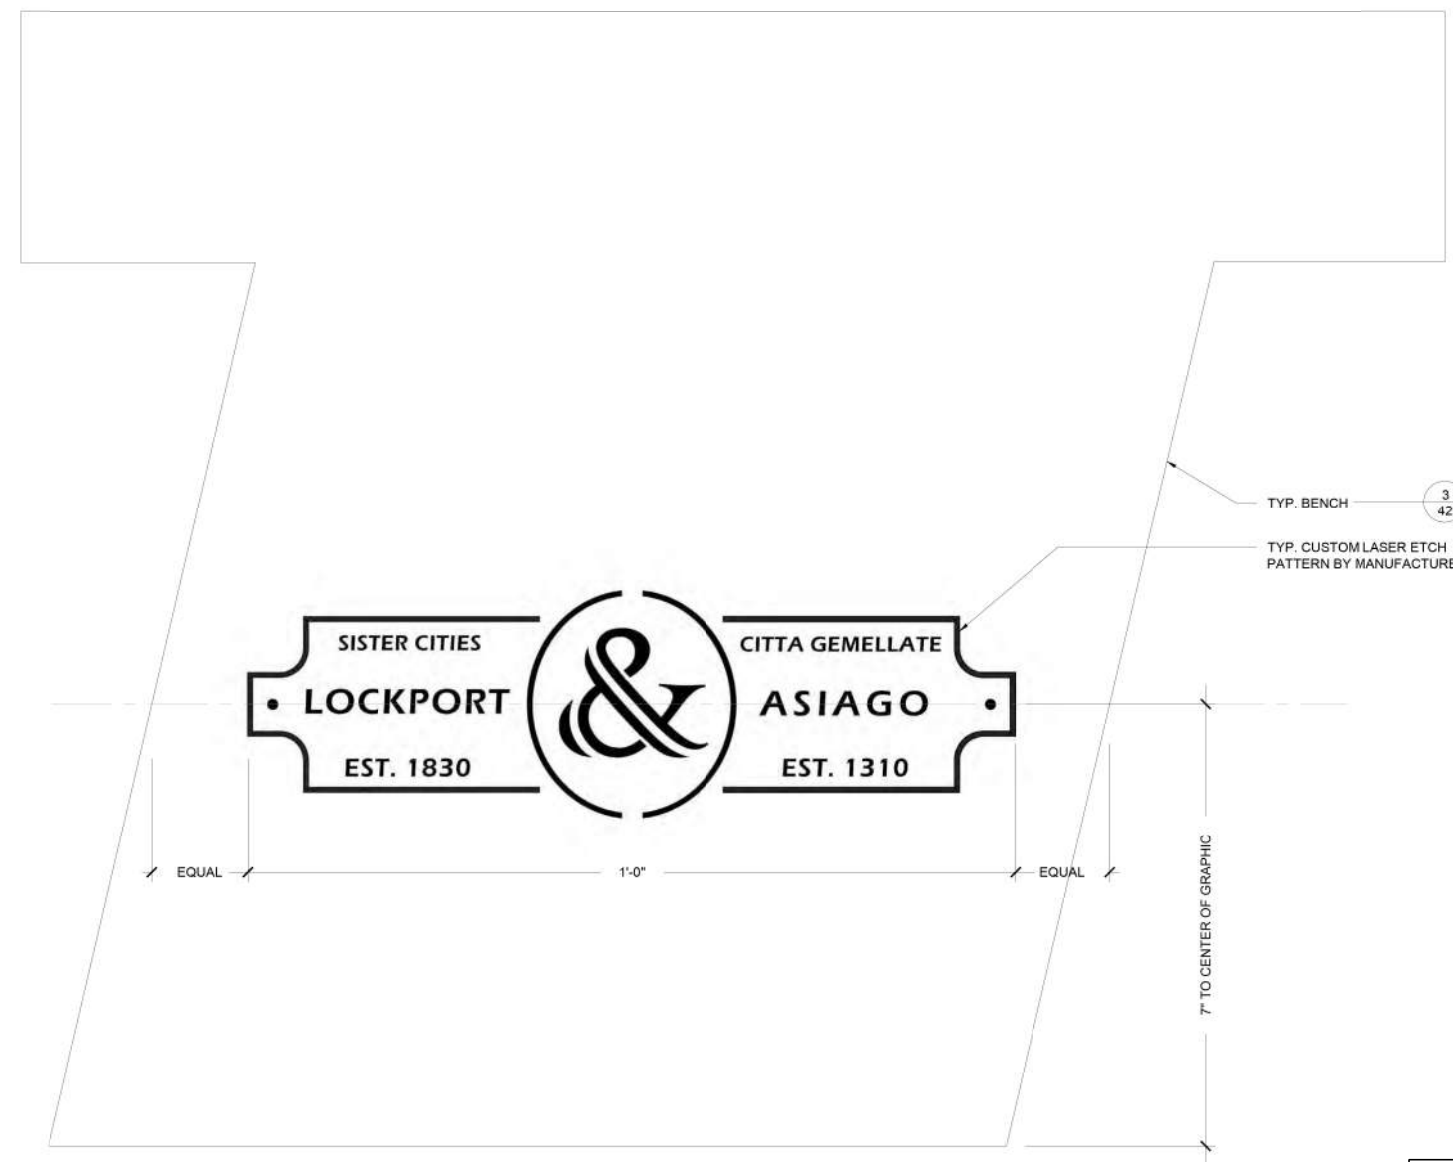 TYP. BENCH
3
42
TYP. CUSTOM LASER ETCH
PATTERN BY MANUFACTURE
SISTER CITIES
LOCKPORT
EST. 1830
&
CITTA GEMELLATE
ASIAGO
EST. 1310
EQUAL
1'-0"
EQUAL
7" TO CENTER OF GRAPHIC